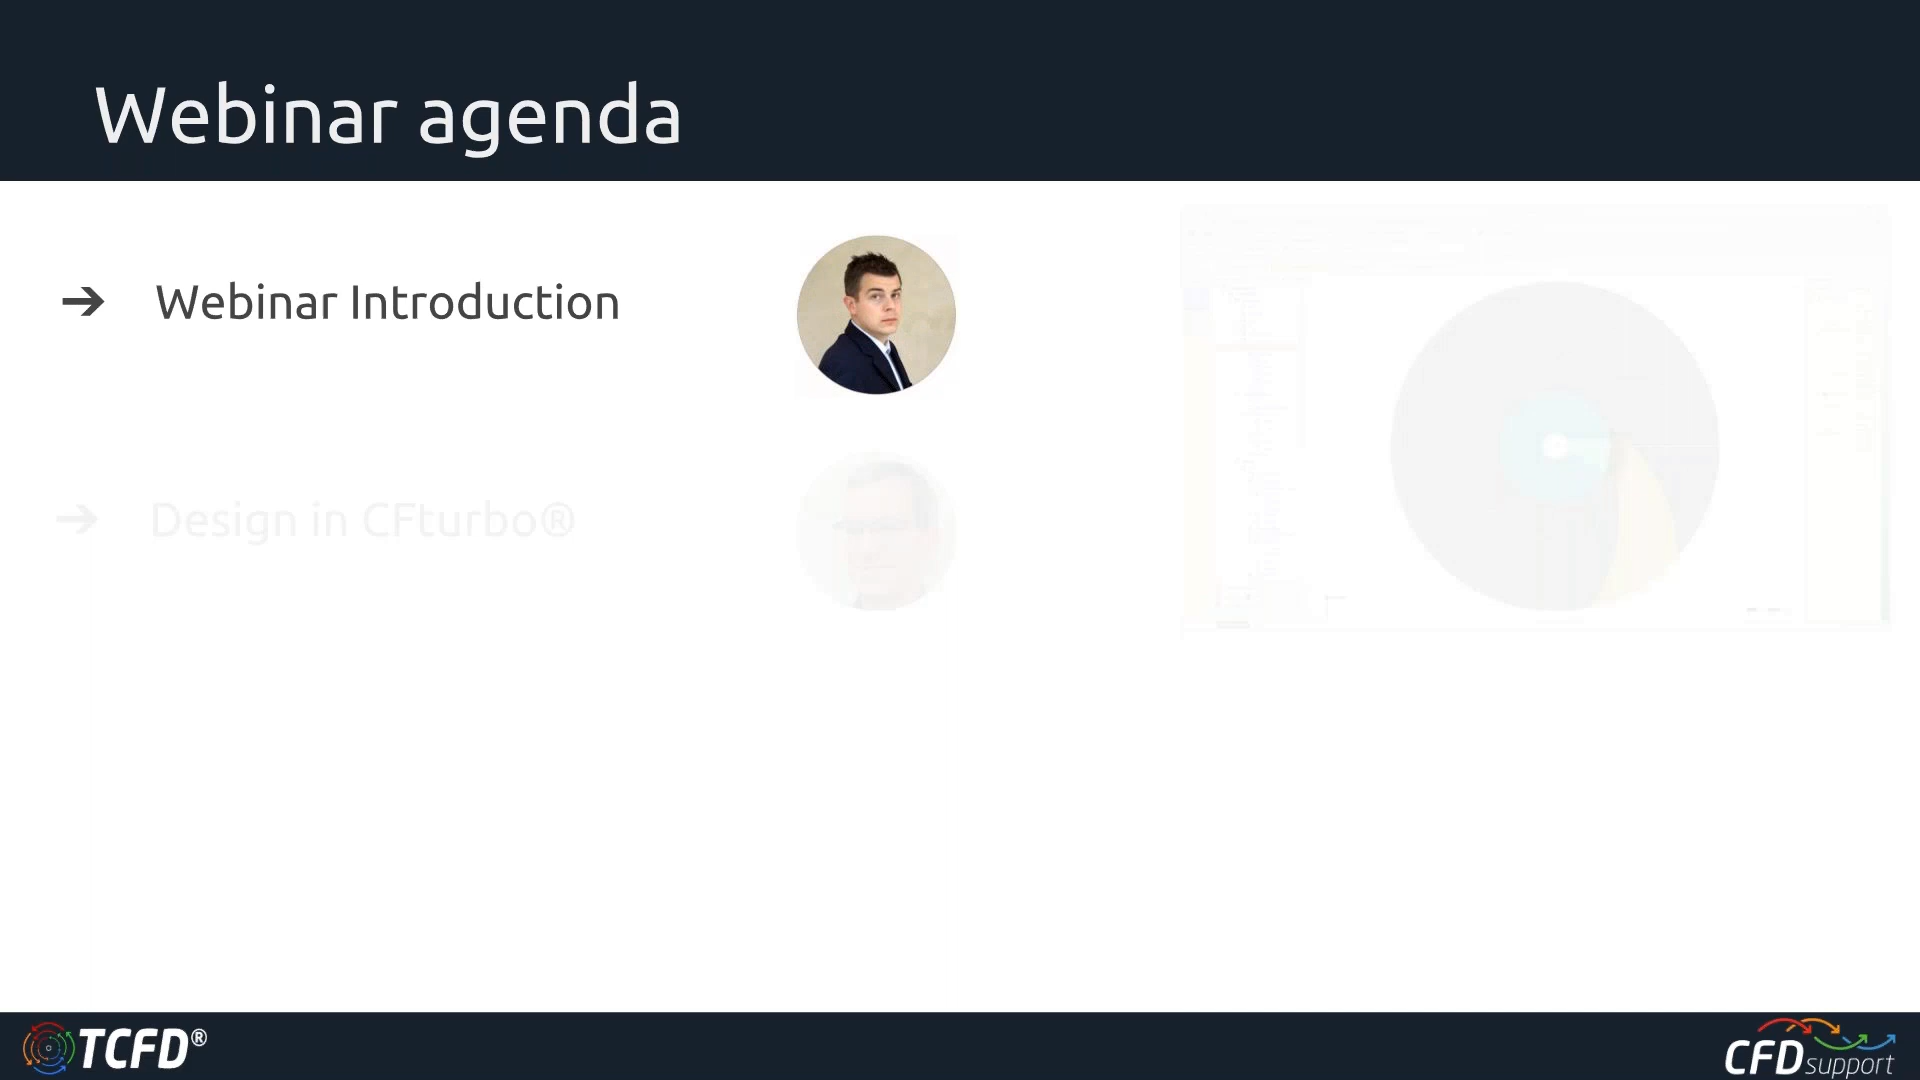 Webinar agenda
➔ Webinar Introduction
➔ Design in CFturbo®
TCFD®
CFD support